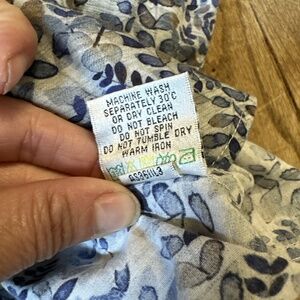 MACHINE WASH
SEPARATELY 30°C
OR DRY CLEAN
DO NOT BLEACH
DO NOT SPIN
DO NOT TUMBLE DRY
WARM IRON